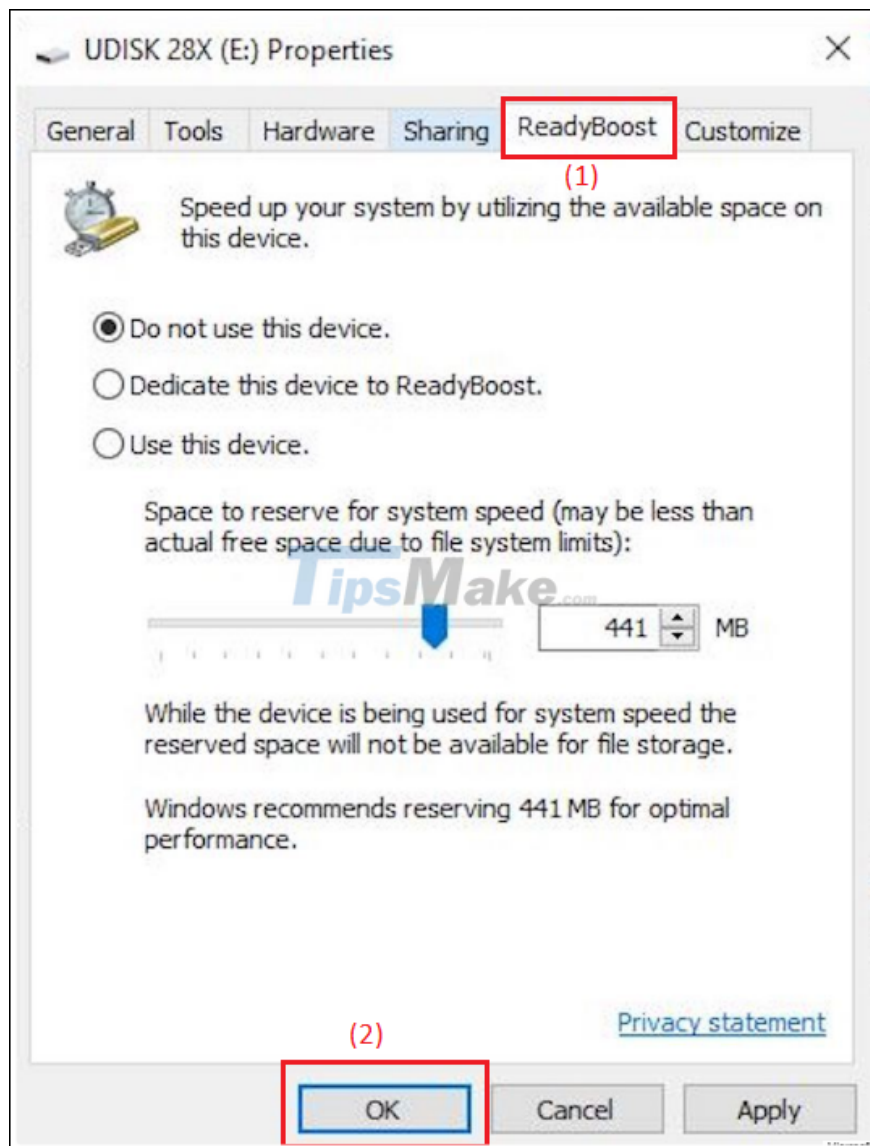 UDISK 28X (E:) Properties
General Tools Hardware Sharing ReadyBoost Customize
(1)
Speed up your system by utilizing the available space on
this device.
Do not use this device.
Dedicate this device to ReadyBoost.
Use this device.
Space to reserve for system speed (may be less than
actual free space due to file system limits):
TipsMake.com
441 MB
While the device is being used for system speed the
reserved space will not be available for file storage.
Windows recommends reserving 441 MB for optimal
performance.
Privacy statement
(2)
OK Cancel Apply